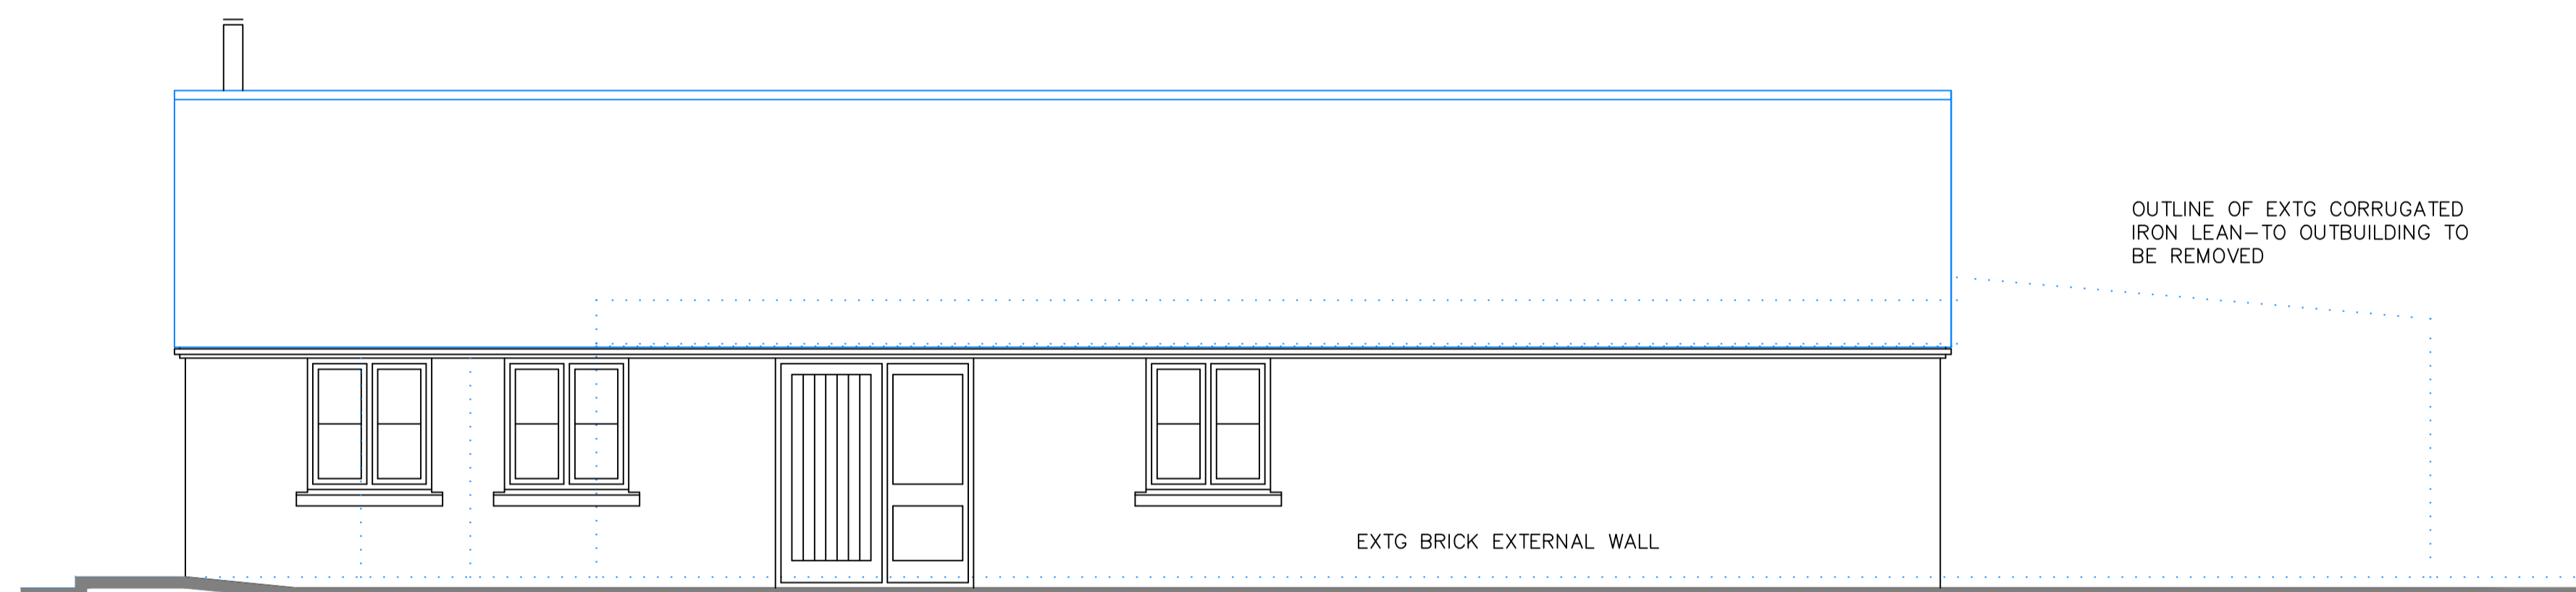 OUTLINE OF EXTG CORRUGATED
IRON LEAN-TO OUTBUILDING TO
BE REMOVED
EXTG BRICK EXTERNAL WALL